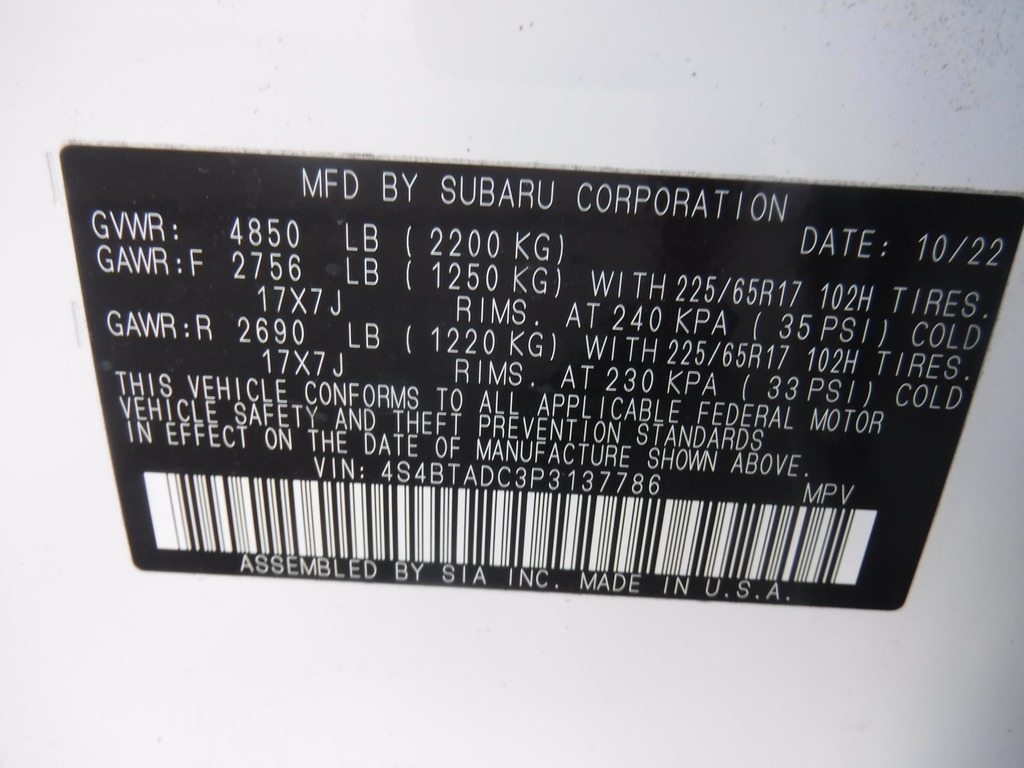 MFD BY SUBARU CORPORATION
GVWR: 4850 LB ( 2200 KG) DATE: 10/22
GAWR:F 2756 LB ( 1250 KG) WITH 225/65R17 102H TIRES.
17X7J RIMS. AT 240 KPA ( 35 PSI) COLD
GAWR:R 2690 LB ( 1220 KG) WITH 225/65R17 102H TIRES.
17X7J RIMS. AT 230 KPA ( 33 PSI) COLD
THIS VEHICLE CONFORMS TO ALL APPLICABLE FEDERAL MOTOR
VEHICLE SAFETY AND THEFT PREVENTION STANDARDS
IN EFFECT ON THE DATE OF MANUFACTURE SHOWN ABOVE.
VIN: 4S4BTADC3P3137786 MPV
ASSEMBLED BY SIA INC. MADE IN U.S.A.